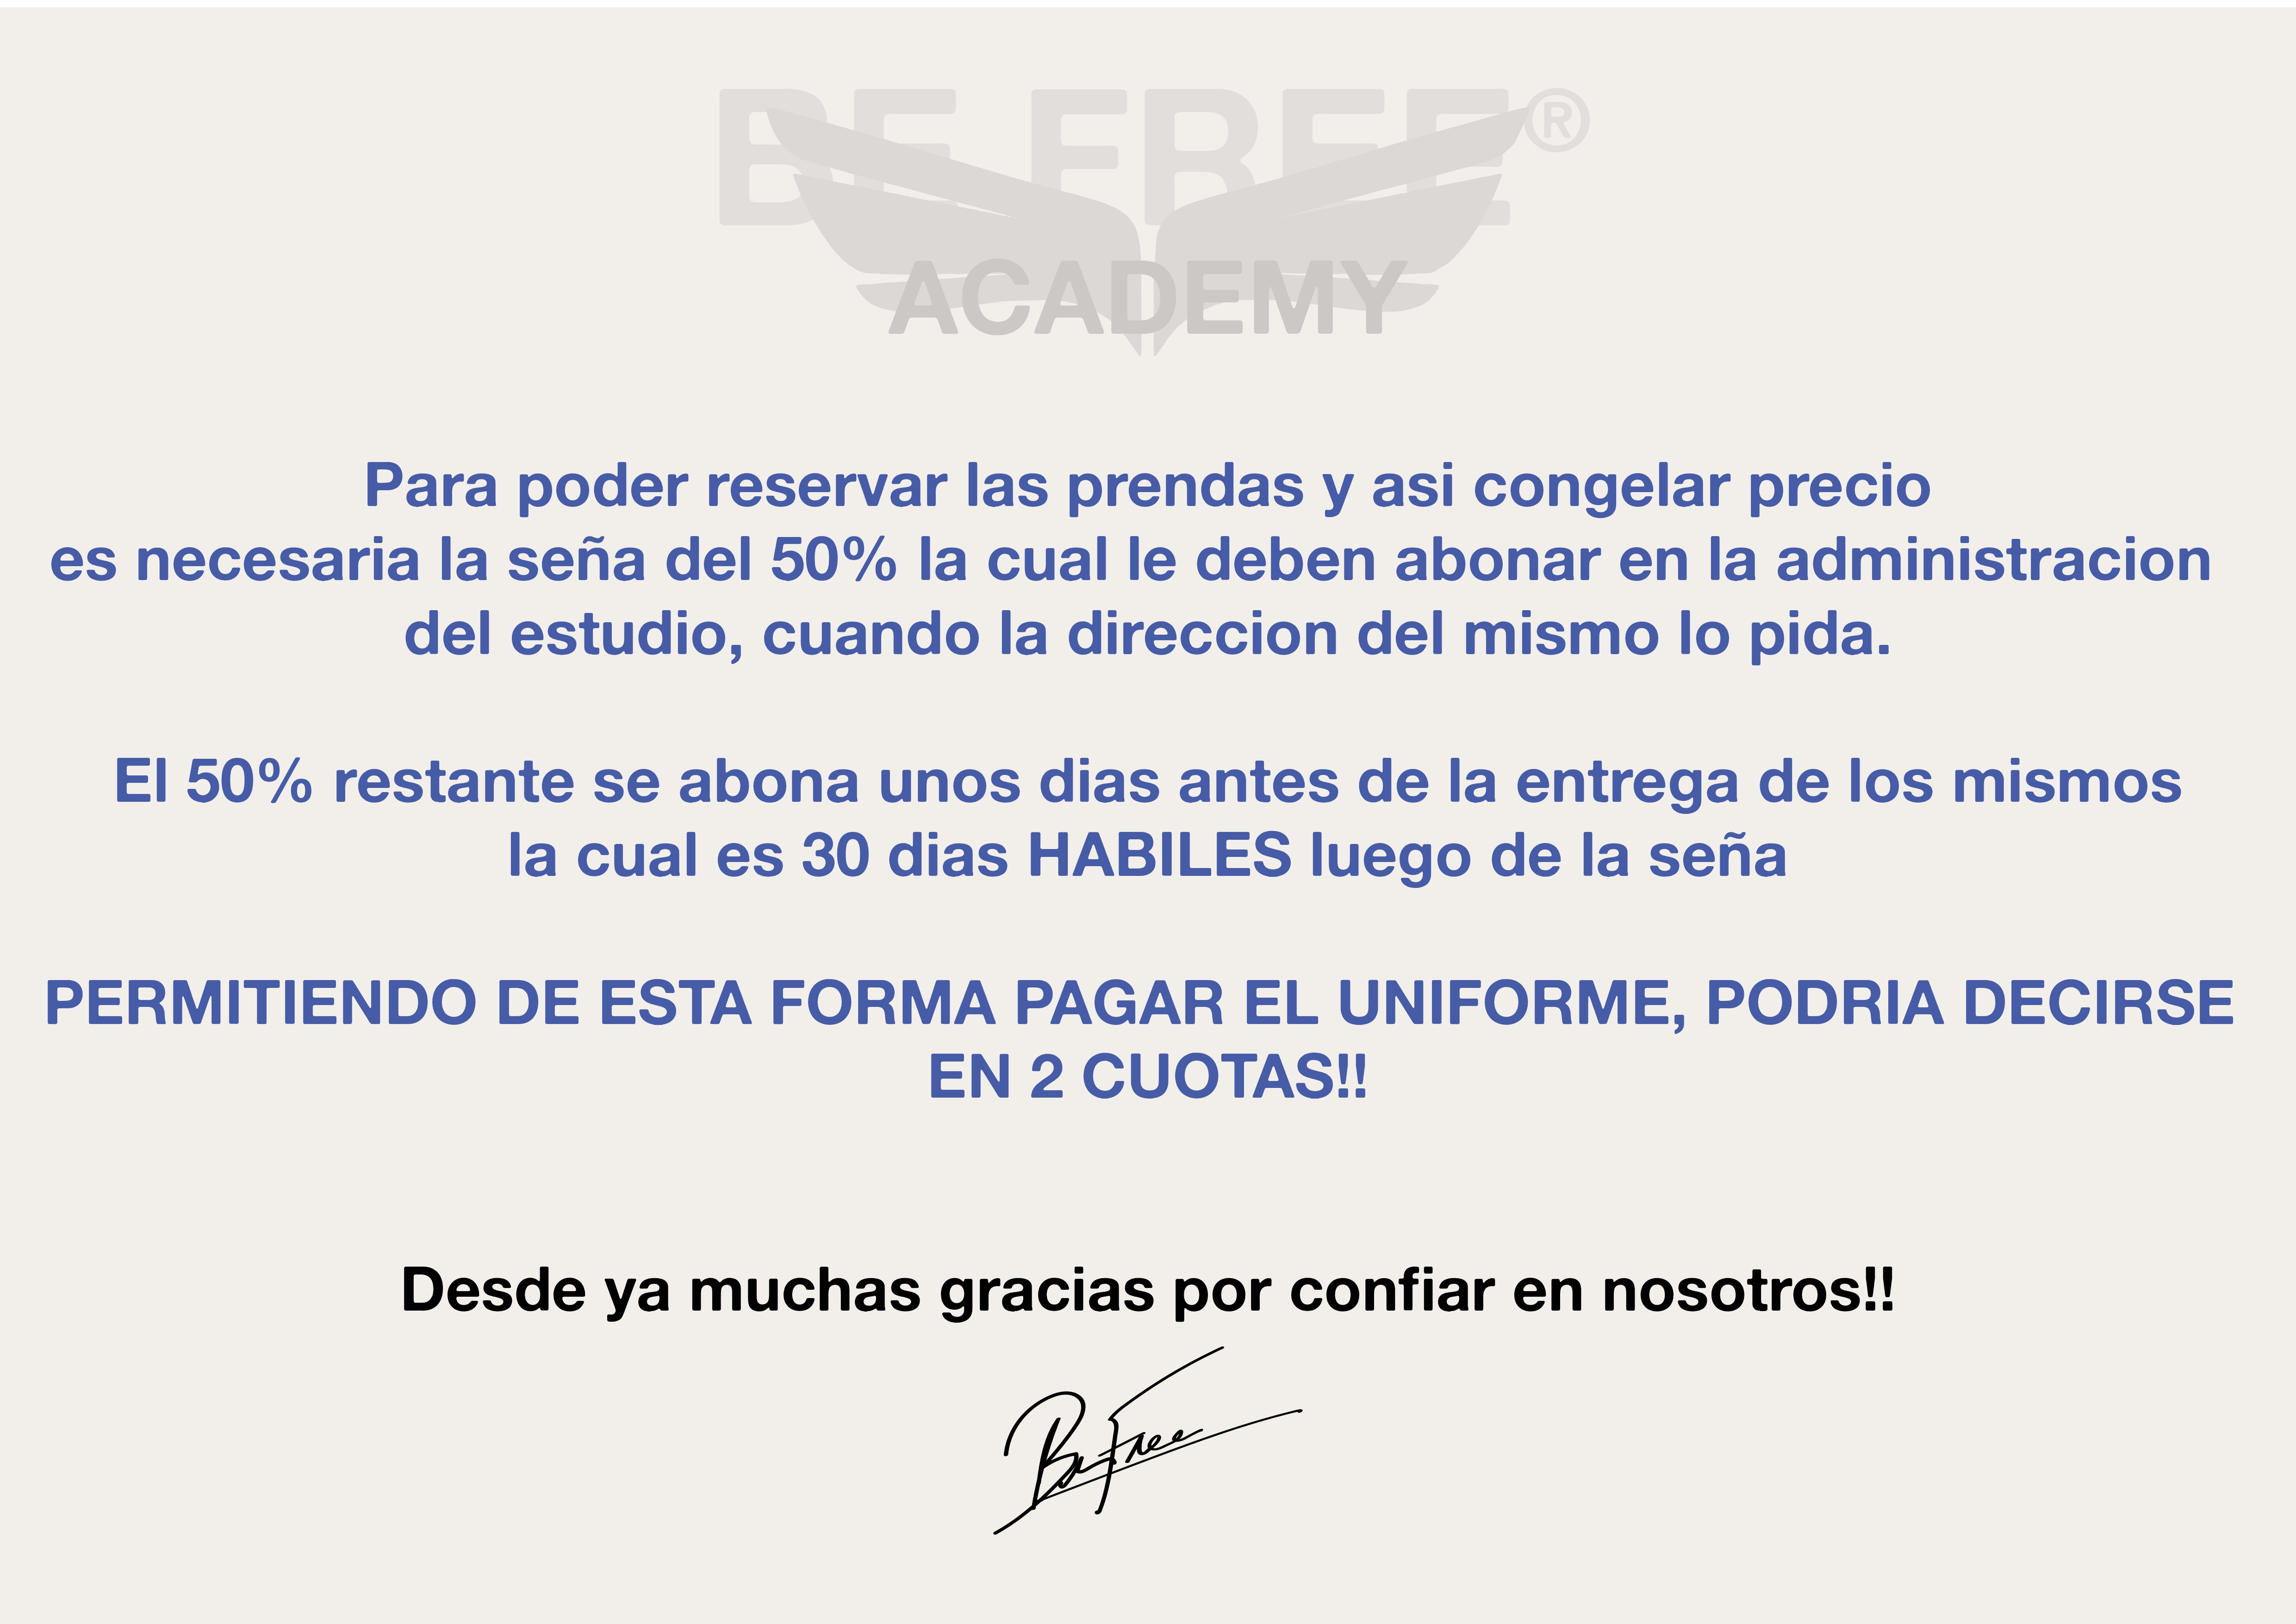 BE FREE®
ACADEMY
Para poder reservar las prendas y asi congelar precio
es necesaria la seña del 50% la cual le deben abonar en la administracion
del estudio, cuando la direccion del mismo lo pida.
El 50% restante se abona unos dias antes de la entrega de los mismos
la cual es 30 dias HABILES luego de la seña
PERMITIENDO DE ESTA FORMA PAGAR EL UNIFORME, PODRIA DECIRSE
EN 2 CUOTAS!!
Desde ya muchas gracias por confiar en nosotros!!
Be Free